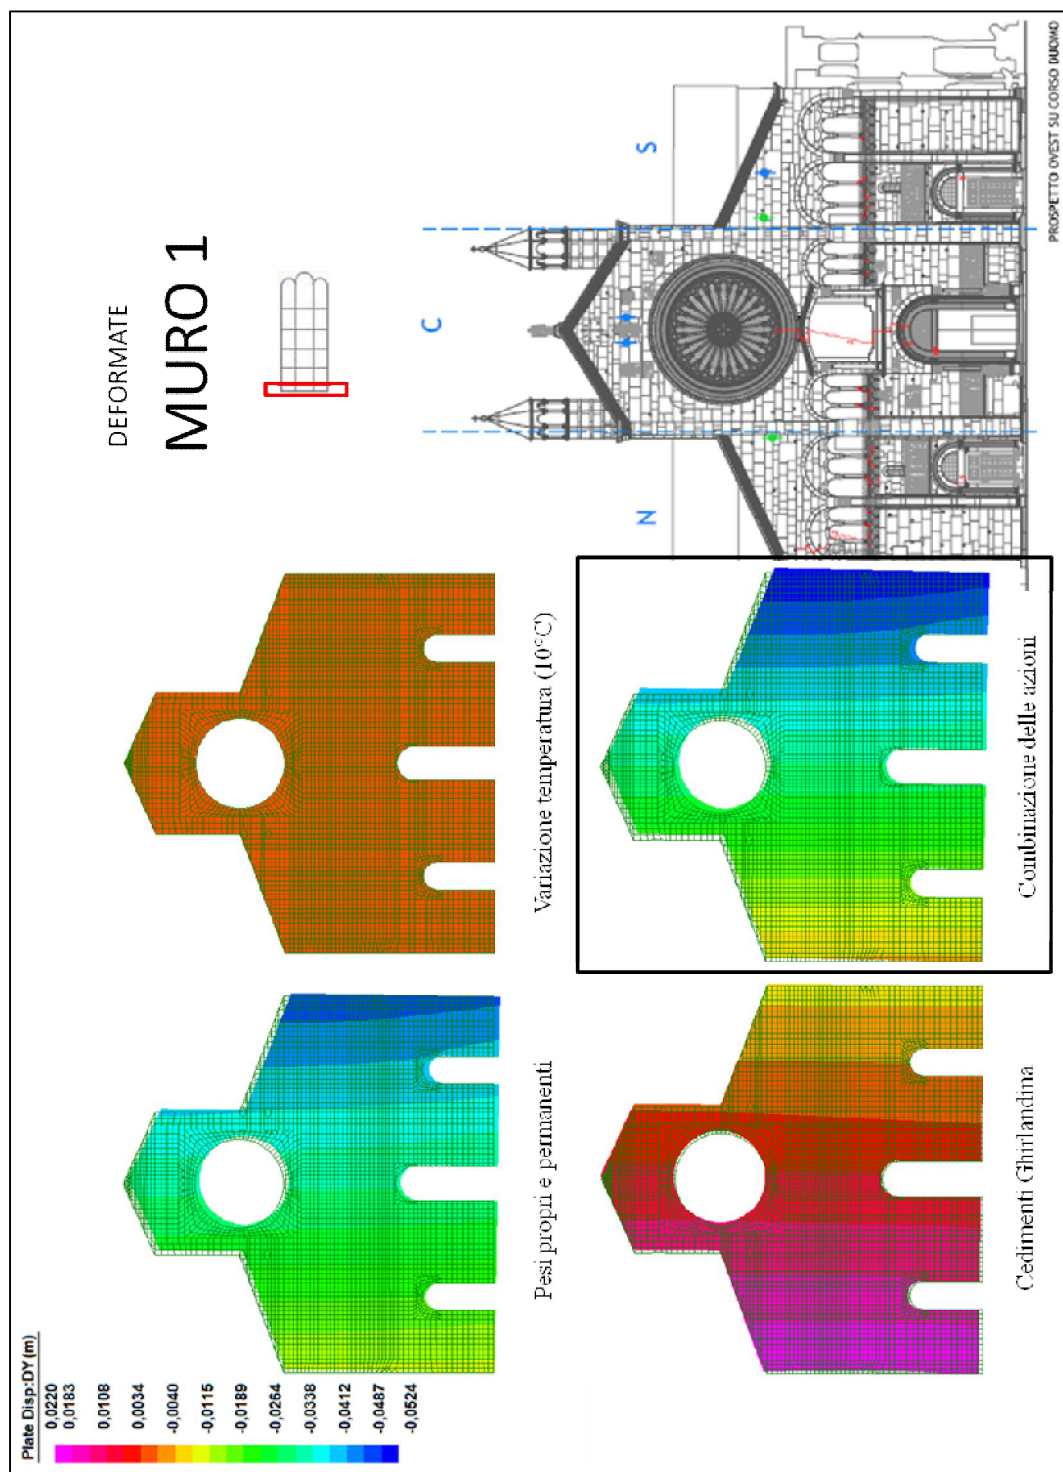 DEFORMATE
MURO 1
Plate Disp:DY (m)
0,0220
0,0183
0,0108
0,0034
-0,0040
-0,0115
-0,0189
-0,0264
-0,0338
-0,0412
-0,0487
-0,0524
Pesi propri e permanenti
Variazione temperatura (10°C)
Cedimenti Ghirlandina
Combinazione delle azioni
N
C
S
PROSPETTO OVEST SU CORSO DUOMO